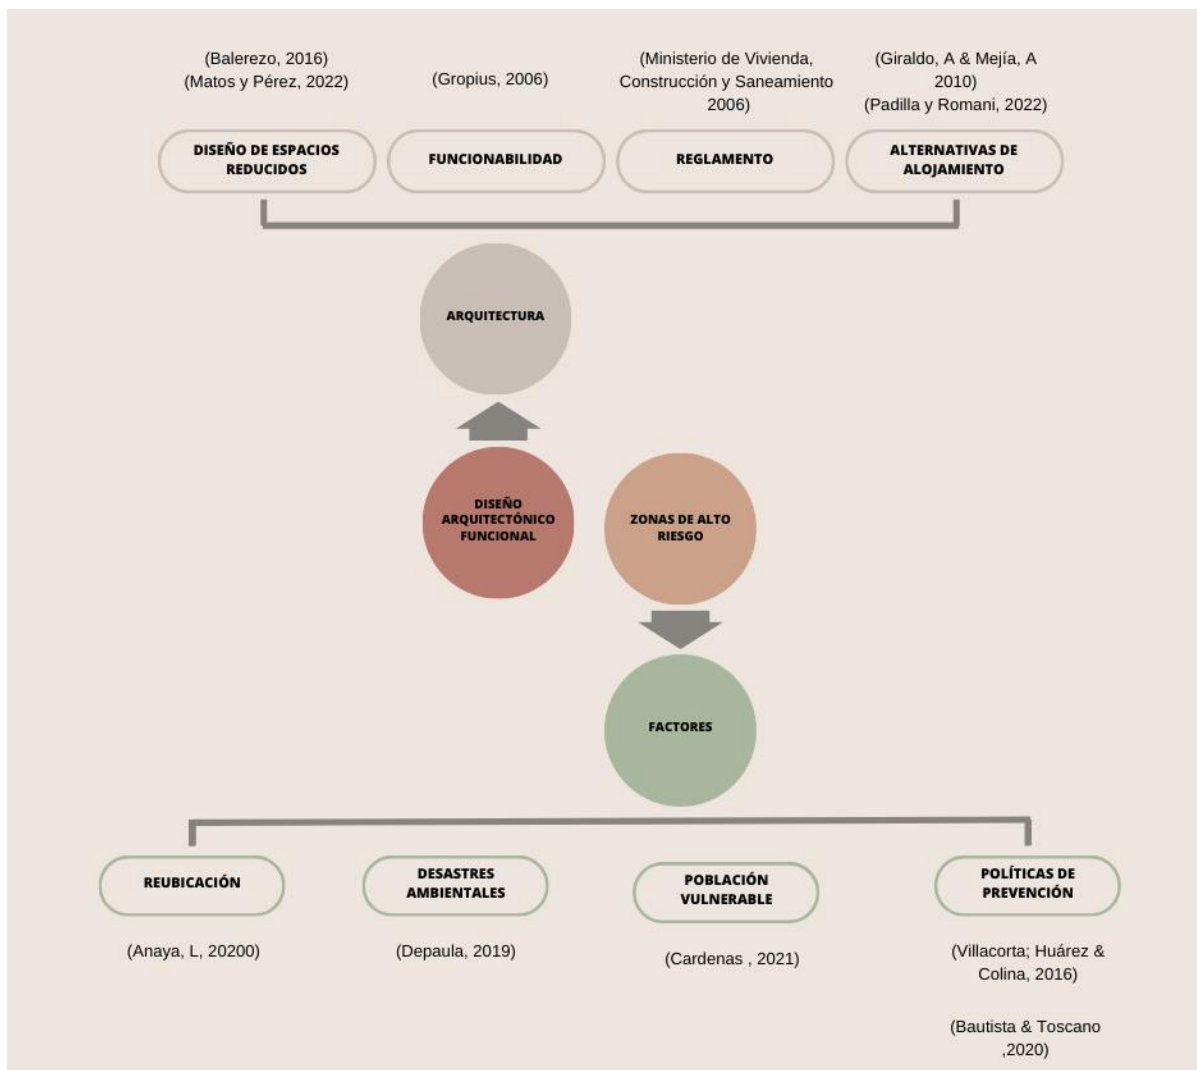 (Balerezo, 2016)
(Matos y Pérez, 2022)
(Gropius, 2006)
(Ministerio de Vivienda,
Construcción y Saneamiento
2006)
(Giraldo, A & Mejía, A
2010)
(Padilla y Romani, 2022)
DISEÑO DE ESPACIOS
REDUCIDOS
FUNCIONABILIDAD
REGLAMENTO
ALTERNATIVAS DE
ALOJAMIENTO
ARQUITECTURA
DISEÑO
ARQUITECTÓNICO
FUNCIONAL
ZONAS DE ALTO
RIESGO
FACTORES
REUBICACIÓN
DESASTRES
AMBIENTALES
POBLACIÓN
VULNERABLE
POLÍTICAS DE
PREVENCIÓN
(Anaya, L, 20200)
(Depaula, 2019)
(Cardenas , 2021)
(Villacorta; Huárez &
Colina, 2016)
(Bautista & Toscano
,2020)